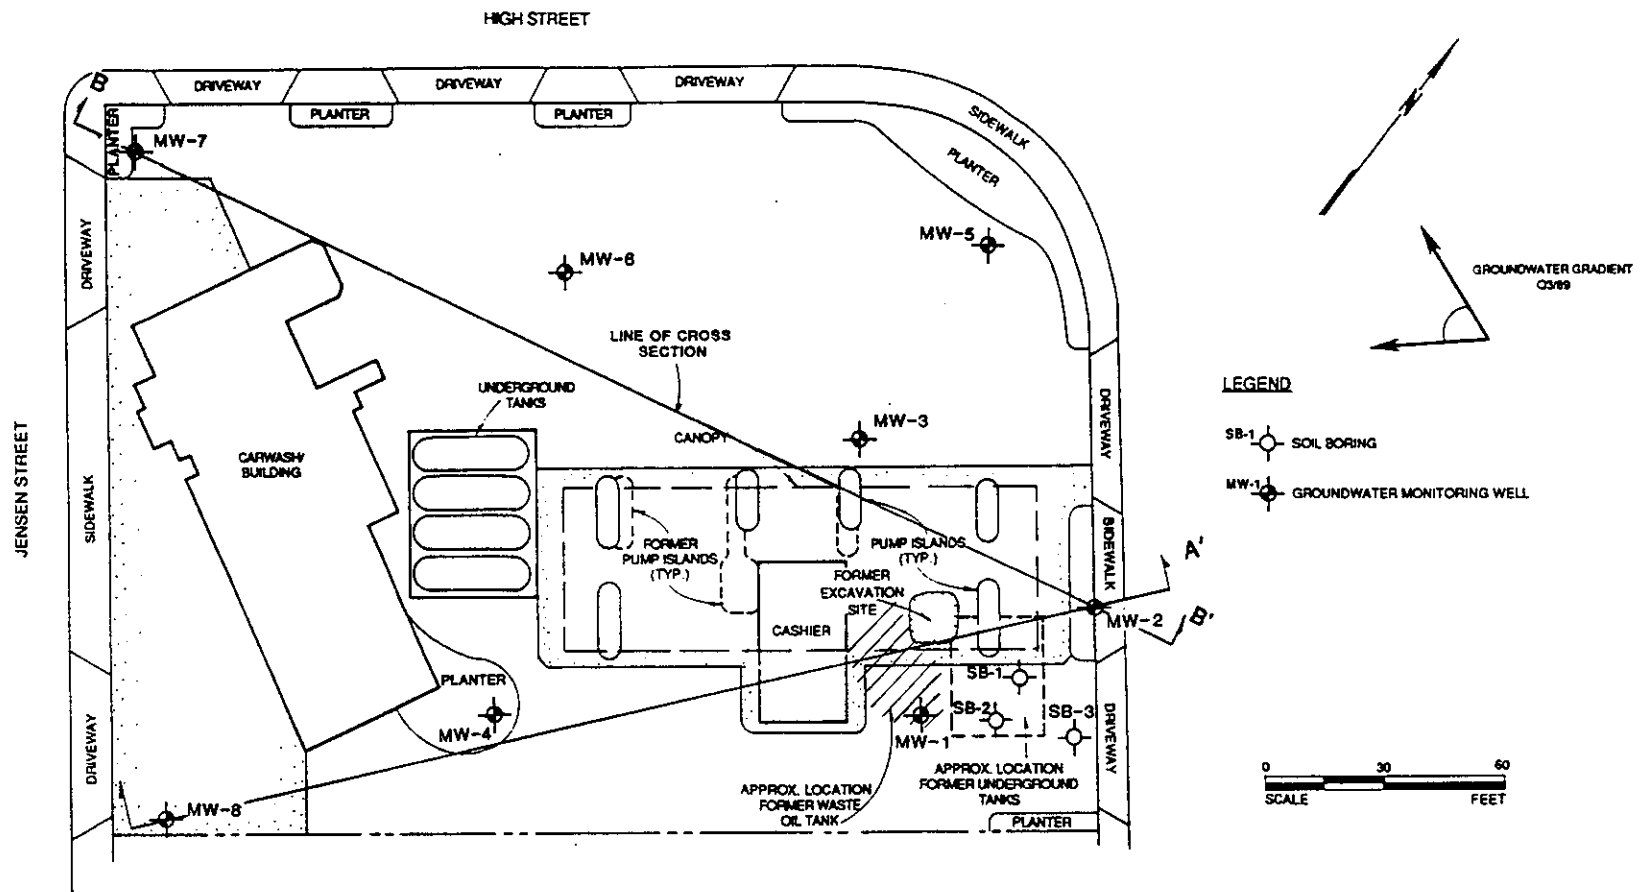 HIGH STREET
B
DRIVEWAY
DRIVEWAY
DRIVEWAY
PLANTER
PLANTER
PLANTER
SIDEWALK
PLANTER
N
MW-7
MW-6
MW-5
GROUNDWATER GRADIENT
Q3/89
DRIVEWAY
LINE OF CROSS
SECTION
UNDERGROUND
TANKS
CANOPY
MW-3
DRIVEWAY
LEGEND
SB-1
SOIL BORING
MW-1
GROUNDWATER MONITORING WELL
JENSEN STREET
SIDEWALK
CARWASH/
BUILDING
FORMER
PUMP ISLANDS
(TYP.)
PUMP ISLANDS
(TYP.)
FORMER
EXCAVATION
SITE
CASHIER
SIDEWALK
A'
MW-2
B'
PLANTER
MW-4
SB-1
SB-2
SB-3
MW-1
DRIVEWAY
DRIVEWAY
MW-8
APPROX. LOCATION
FORMER WASTE
OIL TANK
APPROX. LOCATION
FORMER UNDERGROUND
TANKS
PLANTER
0 30 60
SCALE FEET